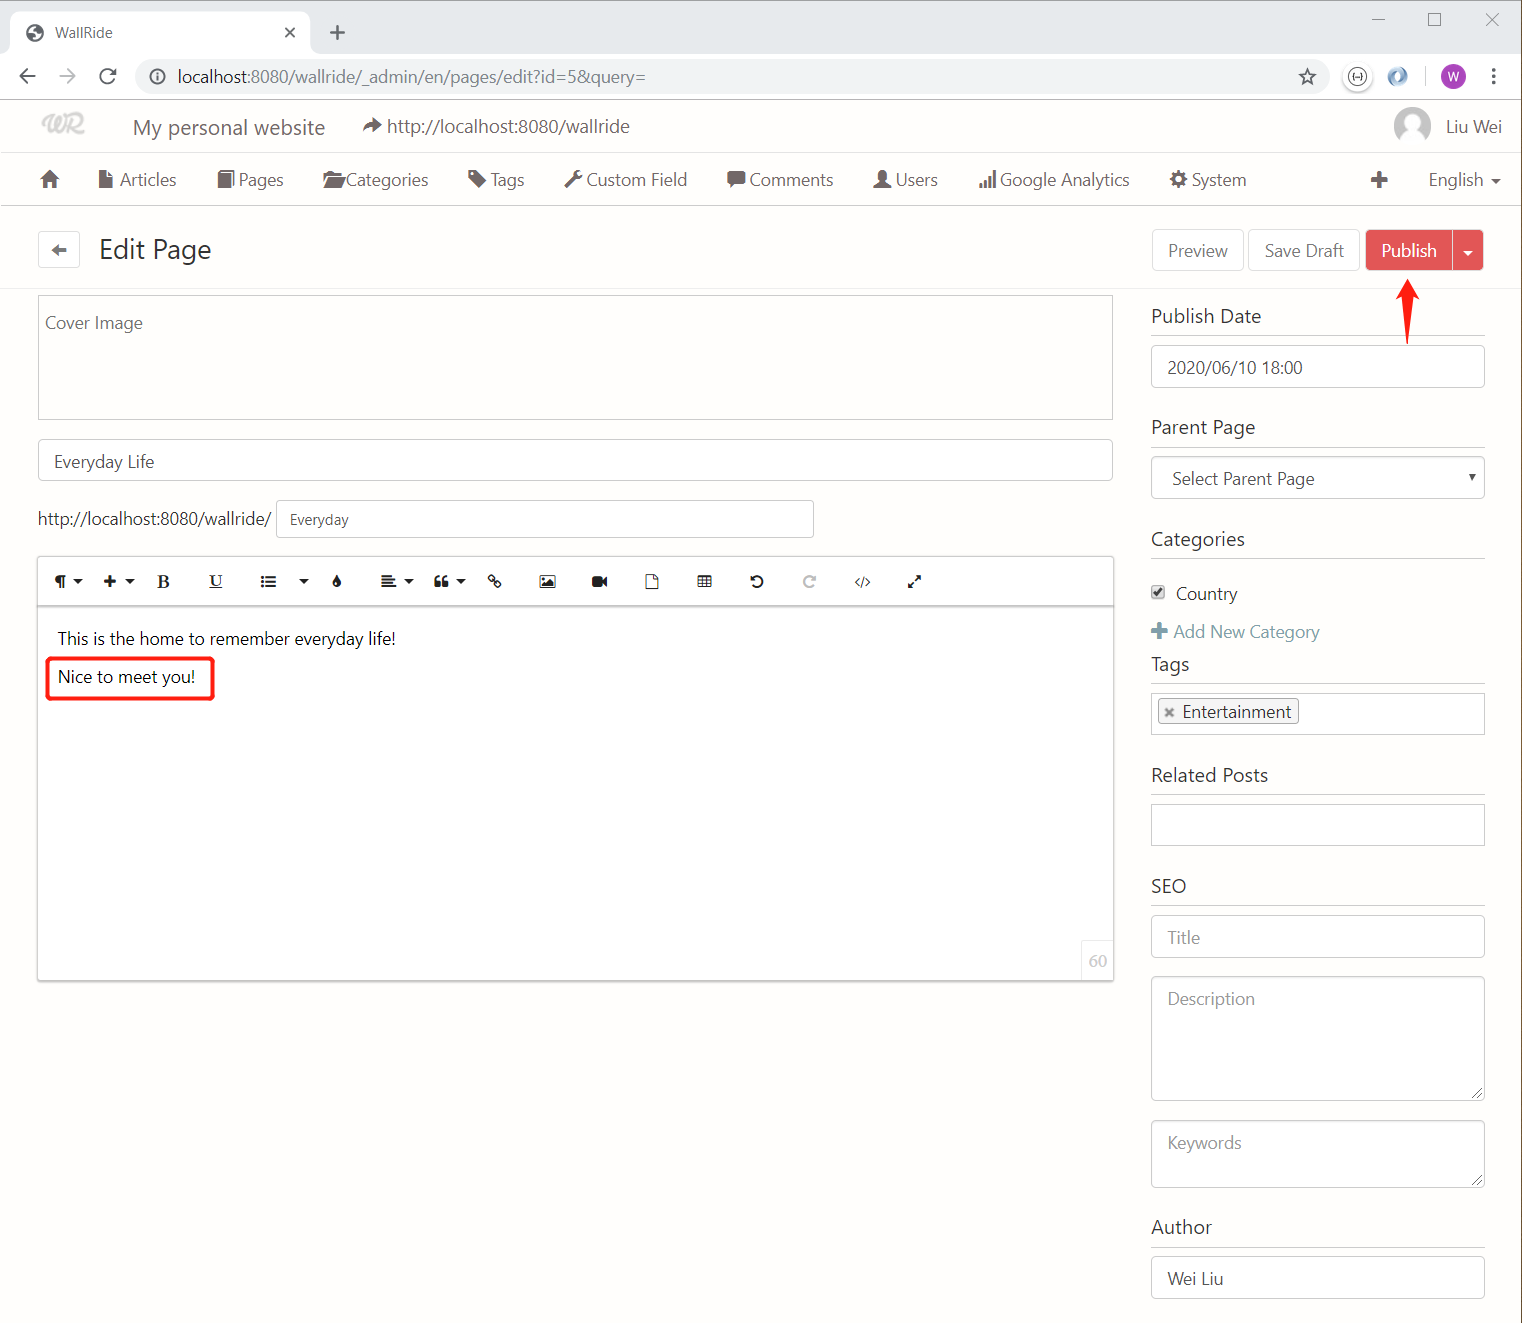 WallRide
localhost:8080/wallride/_admin/en/pages/edit?id=5&query=
W
WR
My personal website
http://localhost:8080/wallride
Liu Wei
Articles
Pages
Categories
Tags
Custom Field
Comments
Users
Google Analytics
System
English
Edit Page
Preview
Save Draft
Publish
Cover Image
Everyday Life
http://localhost:8080/wallride/
Everyday
B
U
This is the home to remember everyday life!
Nice to meet you!
60
Publish Date
2020/06/10 18:00
Parent Page
Select Parent Page
Categories
Country
Add New Category
Tags
Entertainment
Related Posts
SEO
Title
Description
Keywords
Author
Wei Liu